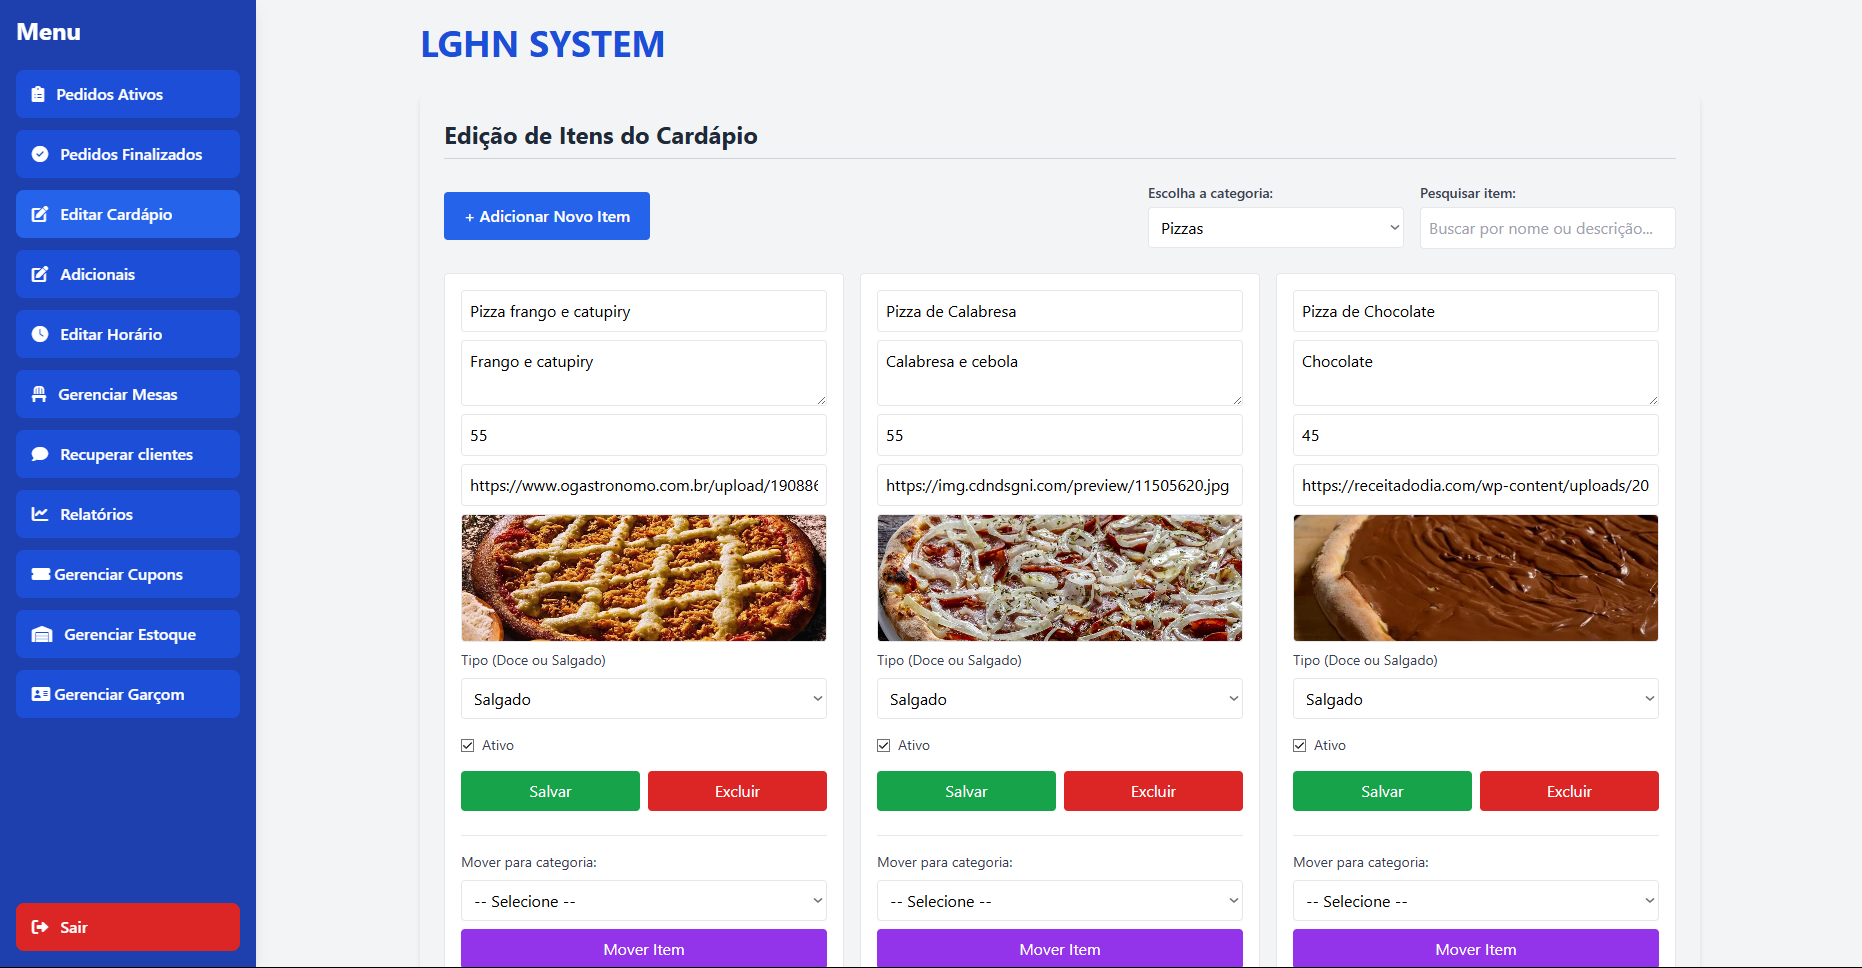 Menu
Pedidos Ativos
Pedidos Finalizados
Editar Cardápio
Adicionais
Editar Horário
Gerenciar Mesas
Recuperar clientes
Relatórios
Gerenciar Cupons
Gerenciar Estoque
Gerenciar Garçom
Sair
LGHN SYSTEM
Edição de Itens do Cardápio
+ Adicionar Novo Item
Escolha a categoria:
Pizzas
Pesquisar item:
Buscar por nome ou descrição...
Pizza frango e catupiry
Frango e catupiry
55
https://www.ogastronomo.com.br/upload/190886
Tipo (Doce ou Salgado)
Salgado
Ativo
Salvar
Excluir
Mover para categoria:
-- Selecione --
Mover Item
Pizza de Calabresa
Calabresa e cebola
55
https://img.cdndsgni.com/preview/11505620.jpg
Tipo (Doce ou Salgado)
Salgado
Ativo
Salvar
Excluir
Mover para categoria:
-- Selecione --
Mover Item
Pizza de Chocolate
Chocolate
45
https://receitadodia.com/wp-content/uploads/20
Tipo (Doce ou Salgado)
Salgado
Ativo
Salvar
Excluir
Mover para categoria:
-- Selecione --
Mover Item